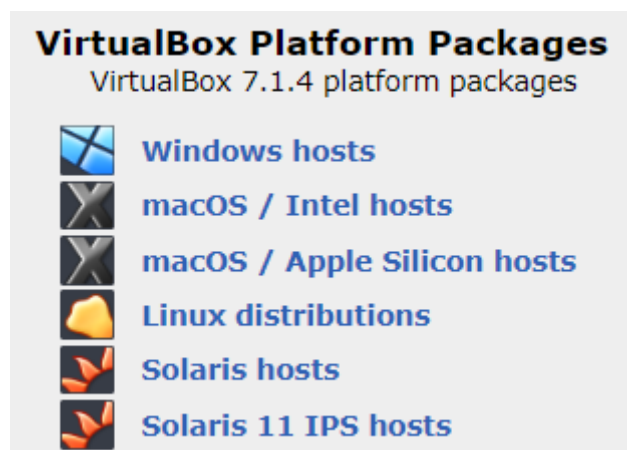 VirtualBox Platform Packages
VirtualBox 7.1.4 platform packages
Windows hosts
macOS / Intel hosts
macOS / Apple Silicon hosts
Linux distributions
Solaris hosts
Solaris 11 IPS hosts